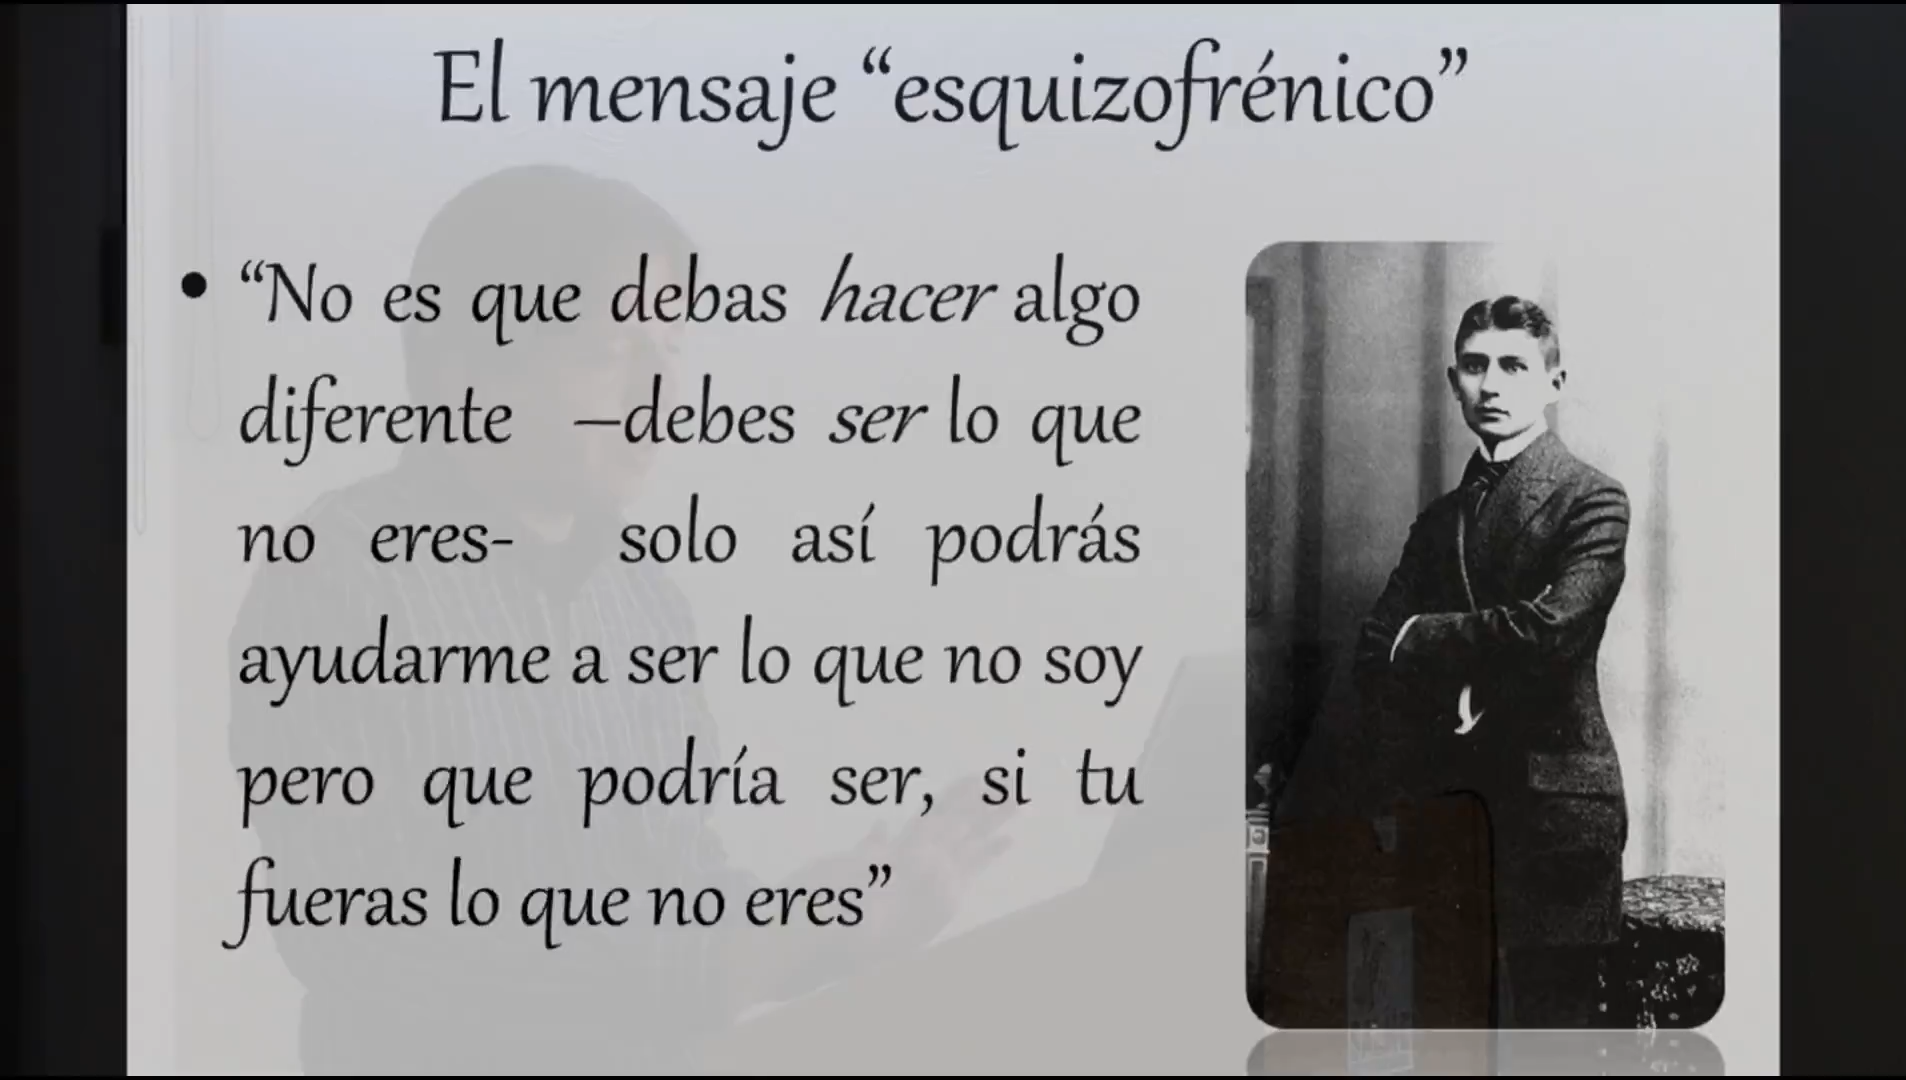 El mensaje “esquizofrénico”
• “No es que debas hacer algo
diferente –debes ser lo que
no eres- solo así podrás
ayudarme a ser lo que no soy
pero que podría ser, si tu
fueras lo que no eres”